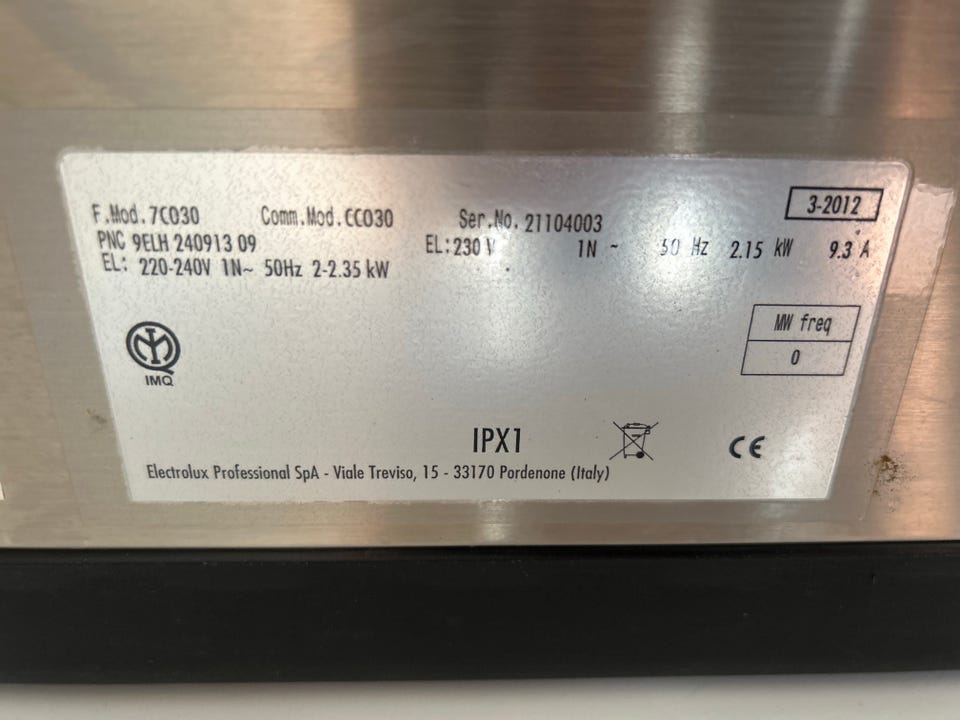 3-2012
F.Mod.7C030 Comm.Mod.CC030 Ser.No. 21104003
PNC 9ELH 240913 09 EL:230 V 1N ~ 50 Hz 2.15 kW 9.3 A
EL: 220-240V 1N~ 50Hz 2-2.35 kW
MW freq
0
IMQ
IPX1
CE
Electrolux Professional SpA - Viale Treviso, 15 - 33170 Pordenone (Italy)